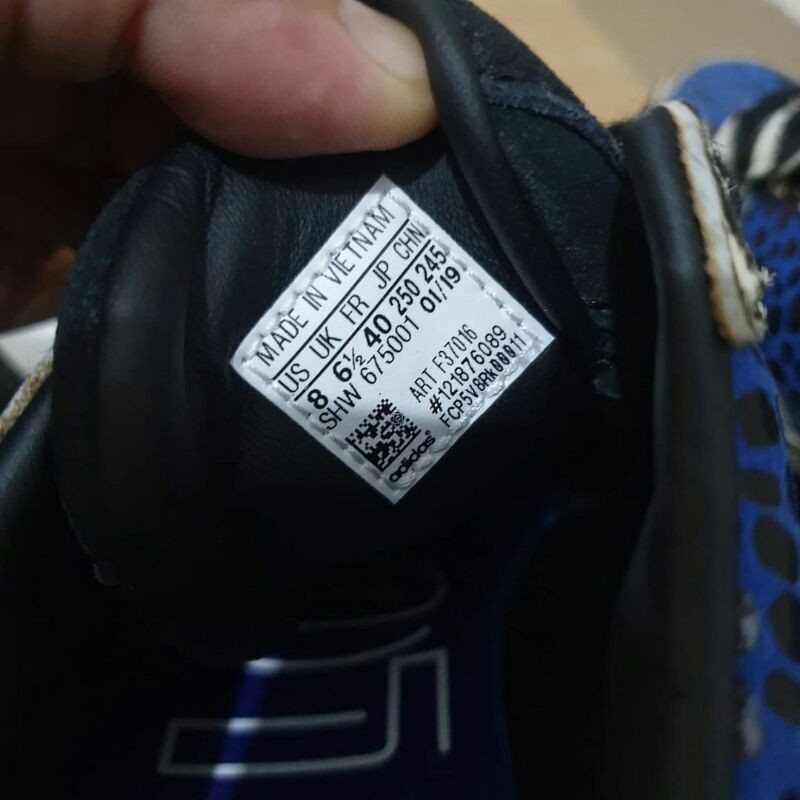 MADE IN VIETNAM
US UK FR JP CHN
8 6½ 40 250 245
SHW 675001 01/19
ART F37016
#121876089
adidas